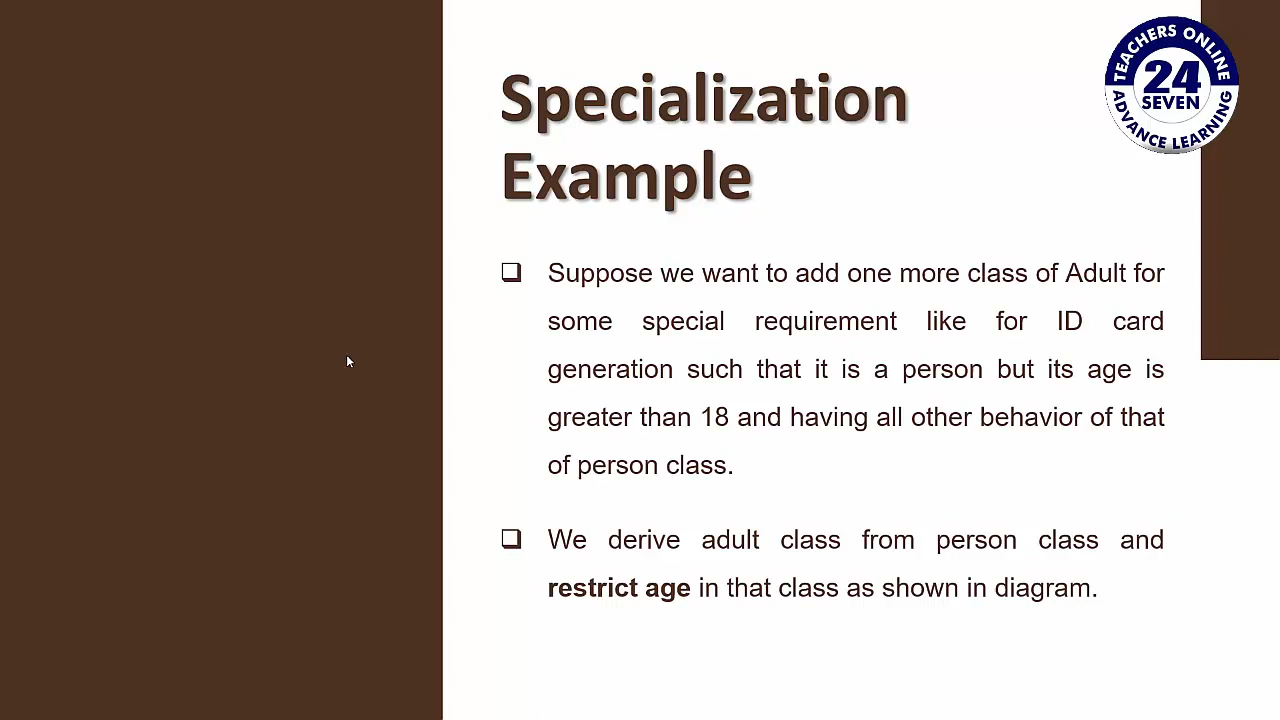 Specialization
Example
TEACHERS ONLINE
24
SEVEN
ADVANCE LEARNING
❑ Suppose we want to add one more class of Adult for
some special requirement like for ID card
generation such that it is a person but its age is
greater than 18 and having all other behavior of that
of person class.
❑ We derive adult class from person class and
restrict age in that class as shown in diagram.